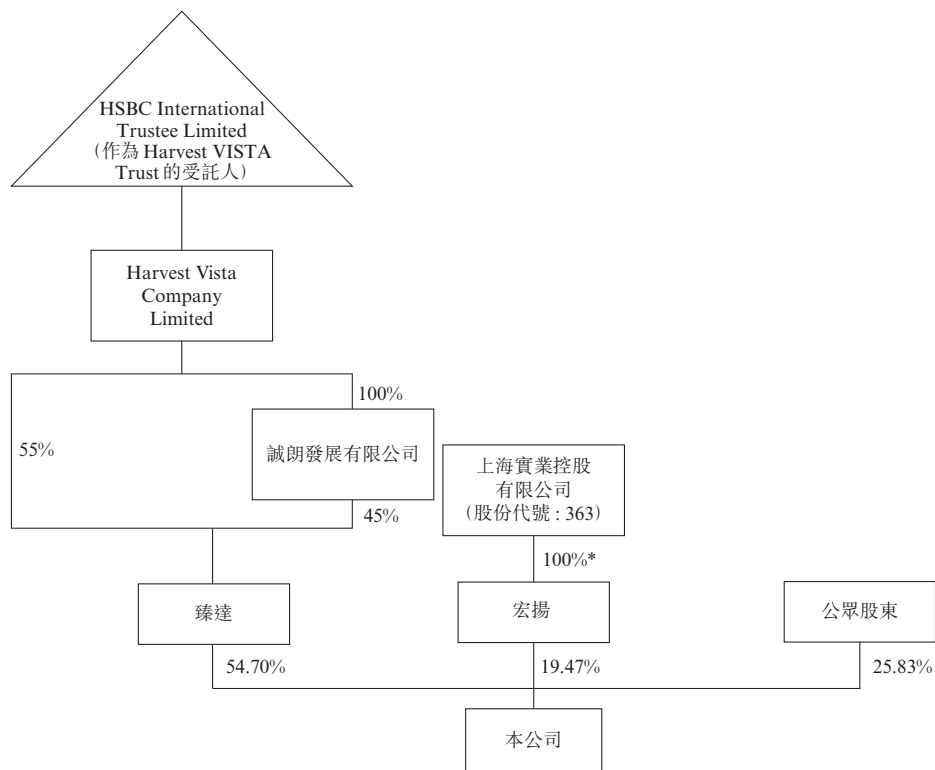 HSBC International
Trustee Limited
(作為 Harvest VISTA
Trust 的受託人)
Harvest Vista
Company
Limited
100%
55%
誠朗發展有限公司
45%
上海實業控股
有限公司
(股份代號 : 363)
100%*
臻達
宏揚
公眾股東
54.70%
19.47%
25.83%
本公司